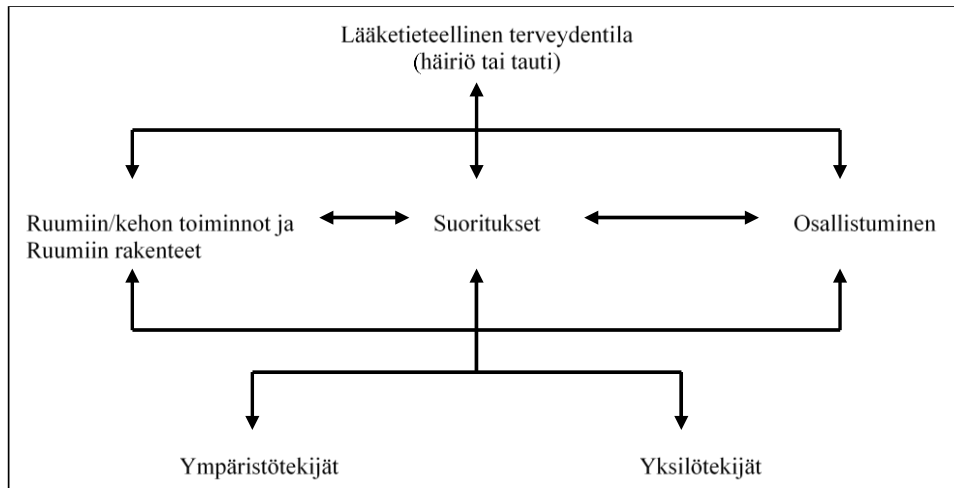 Lääketieteellinen terveydentila
(häiriö tai tauti)
Ruumiin/kehon toiminnot ja
Ruumiin rakenteet
Suoritukset
Osallistuminen
Ympäristötekijät
Yksilötekijät